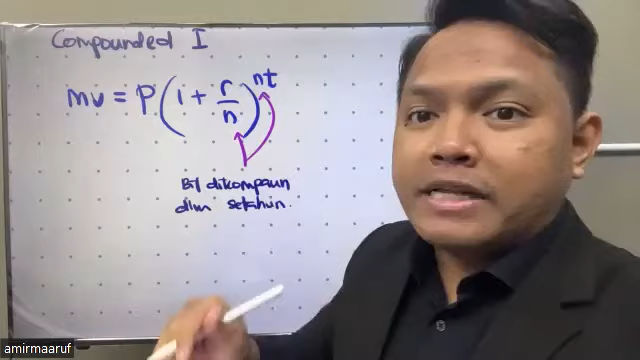 Compounded I
MV = P(1 + r/n)^nt
Bil dikompaun
dlm setahun.
amirmaaruf